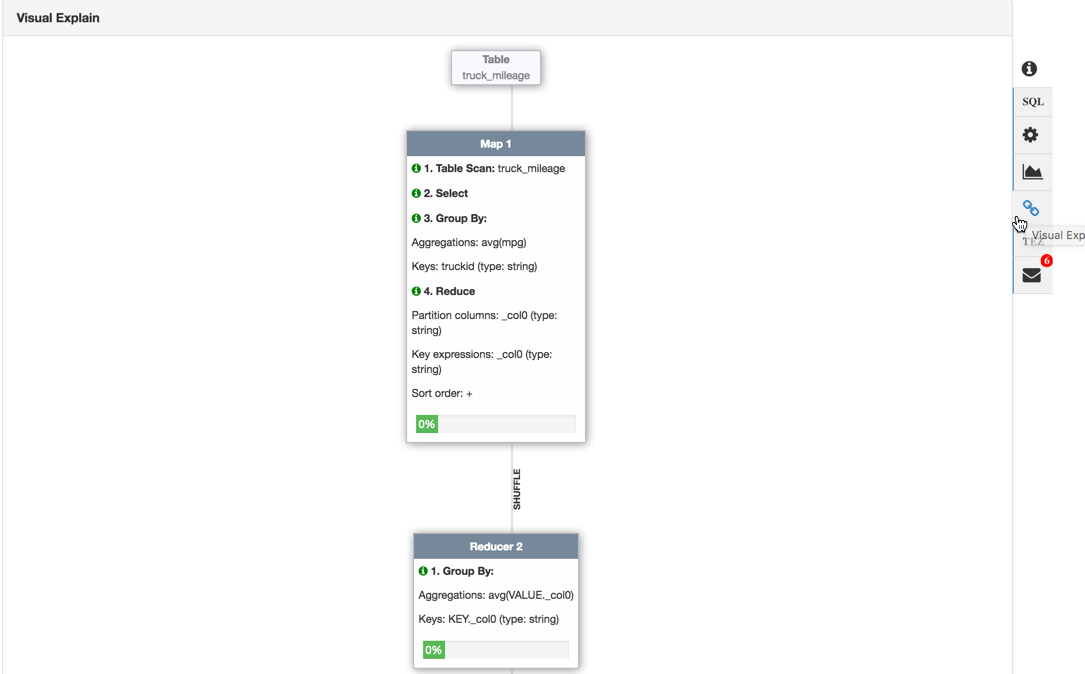 Visual Explain
Table
truck_mileage
Map 1
1. Table Scan: truck_mileage
2. Select
3. Group By:
Aggregations: avg(mpg)
Keys: truckid (type: string)
4. Reduce
Partition columns: _col0 (type:
string)
Key expressions: _col0 (type:
string)
Sort order: +
0%
SHUFFLE
Reducer 2
1. Group By:
Aggregations: avg(VALUE._col0)
Keys: KEY._col0 (type: string)
0%
SQL
Visual Exp
TEZ
6